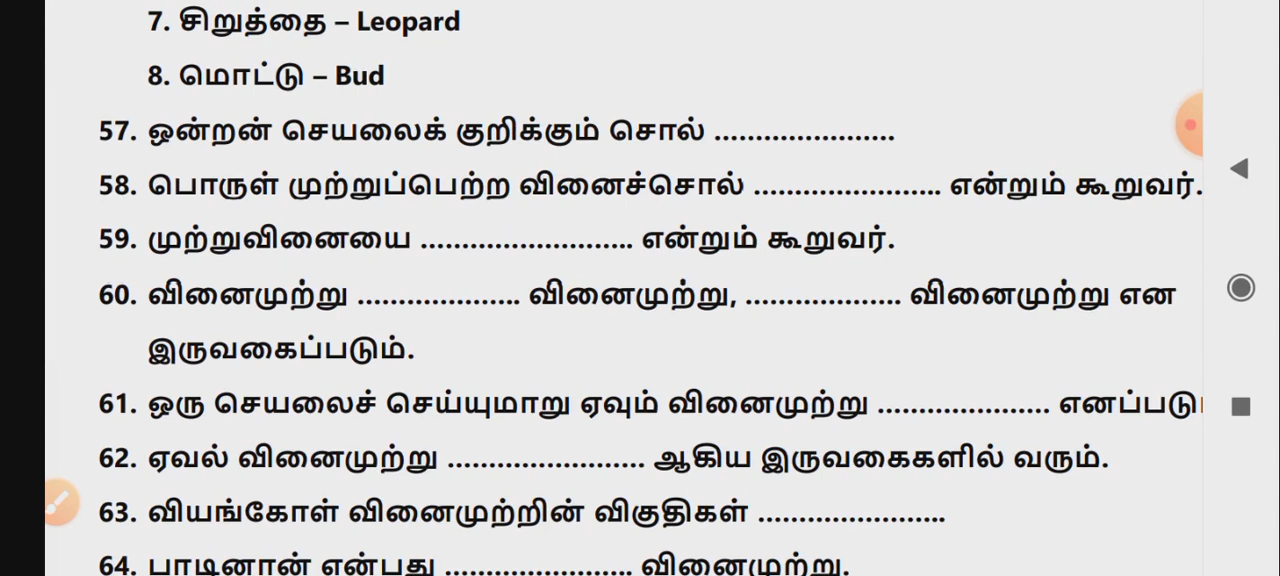 7. சிறுத்தை – Leopard
8. மொட்டு – Bud
57. ஒன்றன் செயலைக் குறிக்கும் சொல் ......................
58. பொருள் முற்றுப்பெற்ற வினைச்சொல் ....................... என்றும் கூறுவர்.
59. முற்றுவினையை .......................... என்றும் கூறுவர்.
60. வினைமுற்று .................... வினைமுற்று, ................... வினைமுற்று என
இருவகைப்படும்.
61. ஒரு செயலைச் செய்யுமாறு ஏவும் வினைமுற்று ..................... எனப்படு
62. ஏவல் வினைமுற்று ........................ ஆகிய இருவகைகளில் வரும்.
63. வியங்கோள் வினைமுற்றின் விகுதிகள் .......................
64. பாடினான் என்பது ....................... வினைமுற்று.